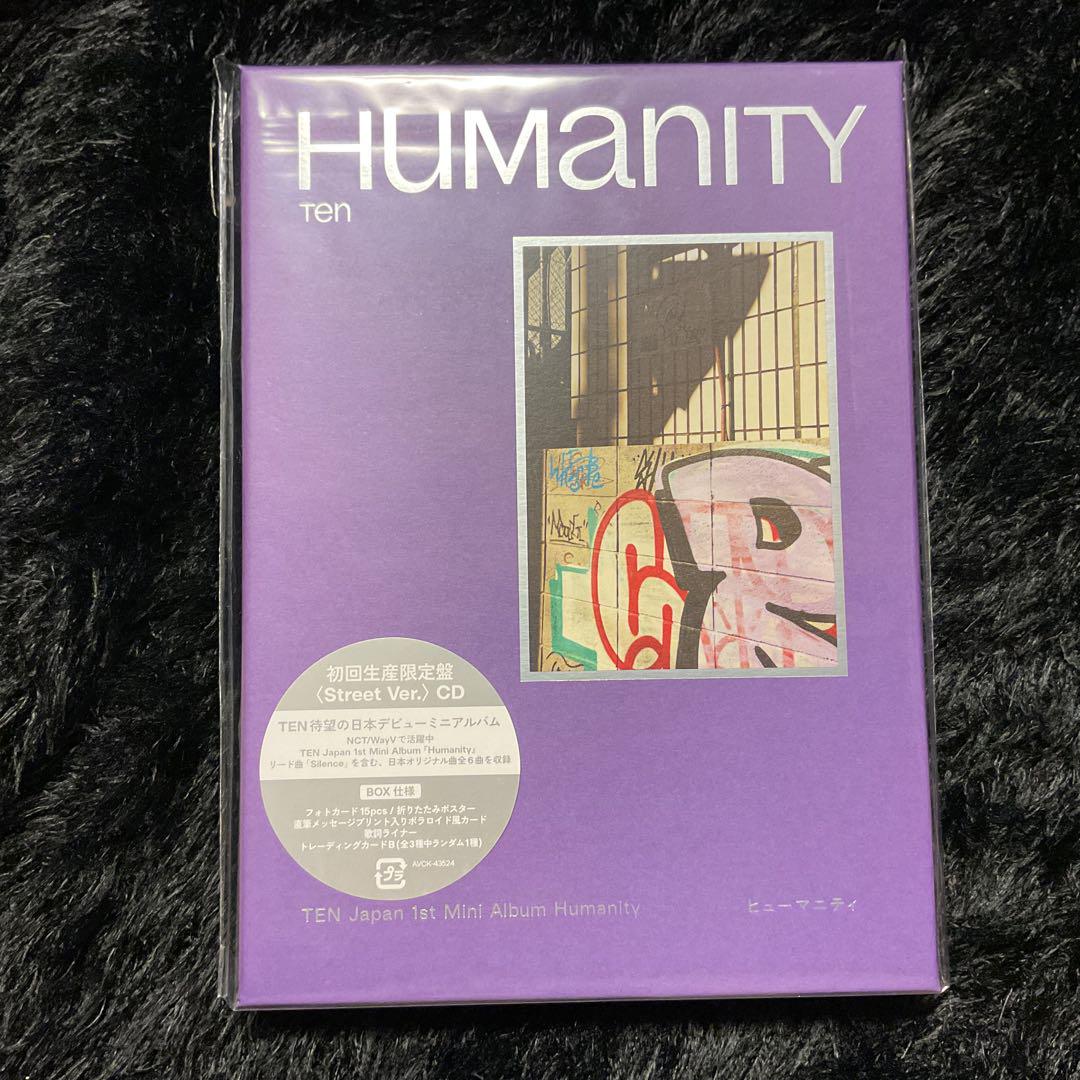 HUManITY
Ten
初回生産限定盤
〈Street Ver.〉 CD
TEN待望の日本デビューミニアルバム
NCT/WayVで活躍中
TEN Japan 1st Mini Album『Humanity』
リード曲「Silence」を含む、日本オリジナル曲全6曲を収録
BOX仕様
フォトカード15pcs / 折りたたみポスター
直筆メッセージプリント入りポラロイド風カード
歌詞ライナー
トレーディングカードB(全3種中ランダム1種)
プラ
AVCK-43524
TEN Japan 1st Mini Album Humanity
ヒューマニティ